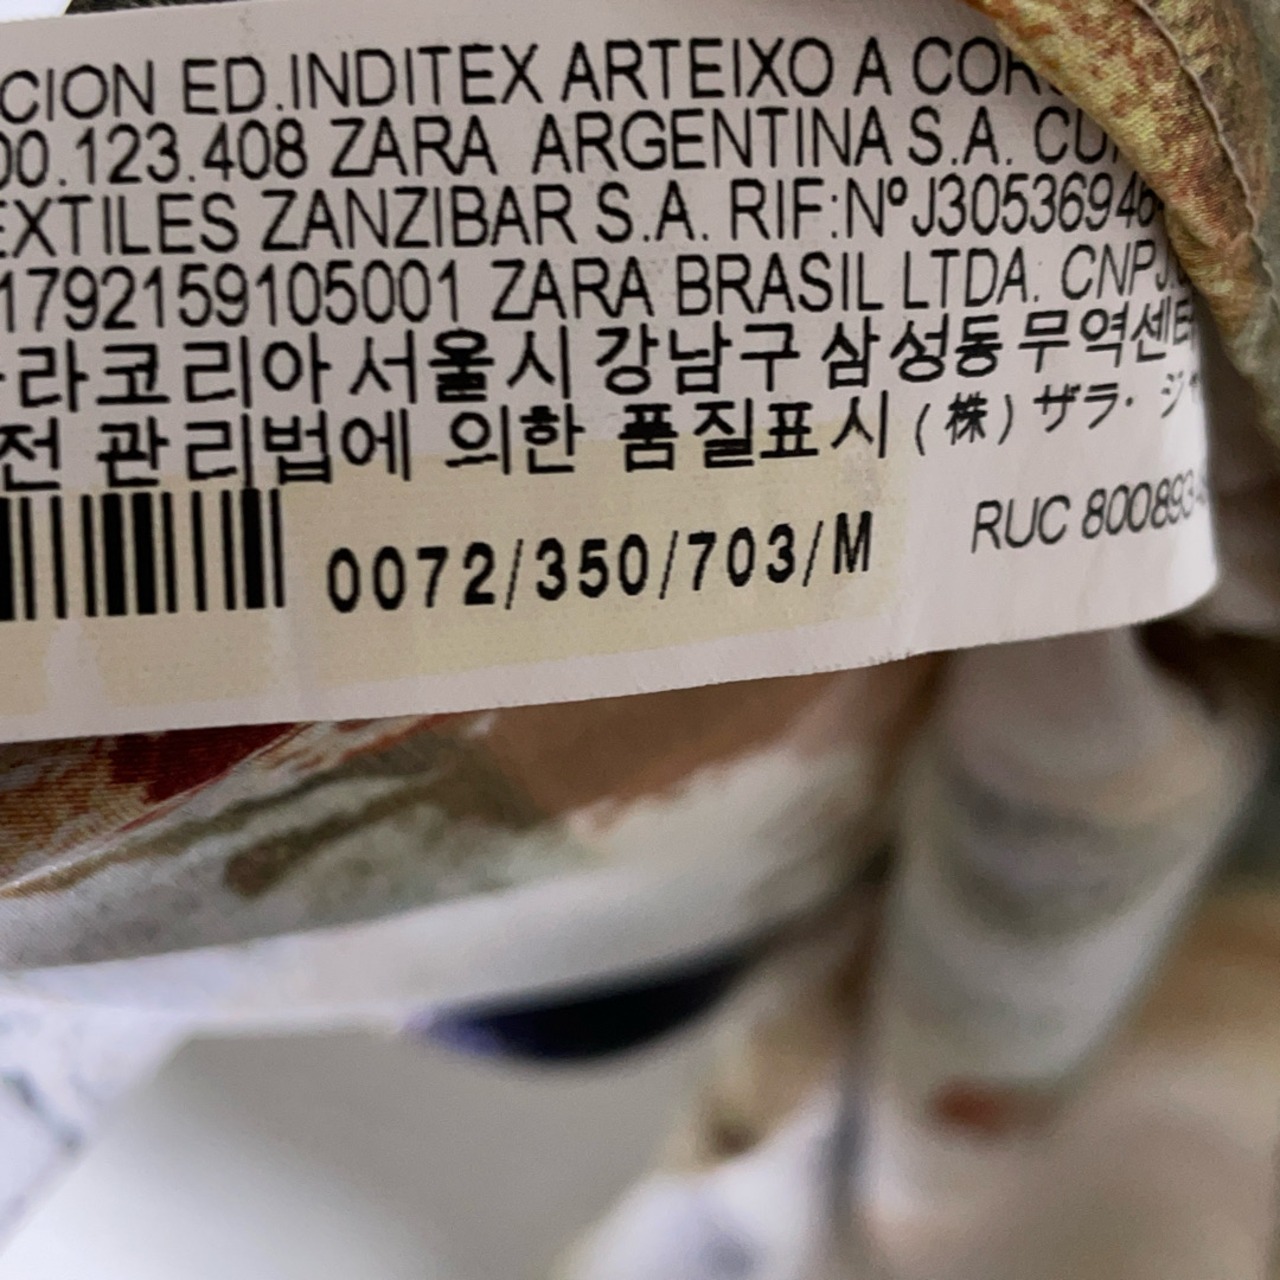 CION ED.INDITEX ARTEIXO A COR
00.123.408 ZARA ARGENTINA S.A. CU
EXTILES ZANZIBAR S.A. RIF:NºJ30536946
1792159105001 ZARA BRASIL LTDA. CNPJ.
라코리아 서울시 강남구 삼성동 무역센터
전 관리법에 의한 품질표시 (株) ザラ・ジャ
0072/350/703/M
RUC 800893